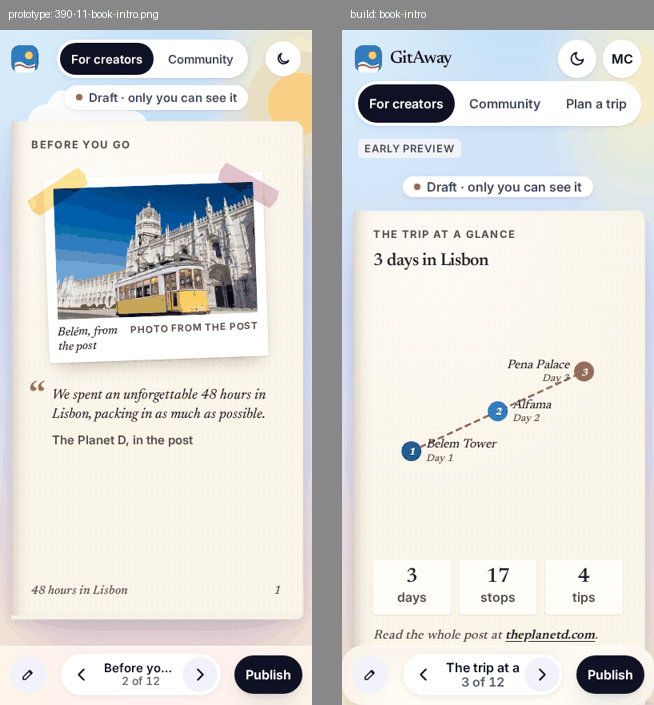 prototype: 390-11-book-intro.png
For creators
Community
Draft · only you can see it
BEFORE YOU GO
Belém, from
the post
PHOTO FROM THE POST
“ We spent an unforgettable 48 hours in
Lisbon, packing in as much as possible.
The Planet D, in the post
48 hours in Lisbon
1
Before yo...
2 of 12
Publish
build: book-intro
GitAway
MC
For creators
Community
Plan a trip
EARLY PREVIEW
Draft · only you can see it
THE TRIP AT A GLANCE
3 days in Lisbon
Pena Palace
Day 3
3
2
Alfama
Day 2
1
Belem Tower
Day 1
3
days
17
stops
4
tips
Read the whole post at theplanetd.com.
The trip at a
3 of 12
Publish